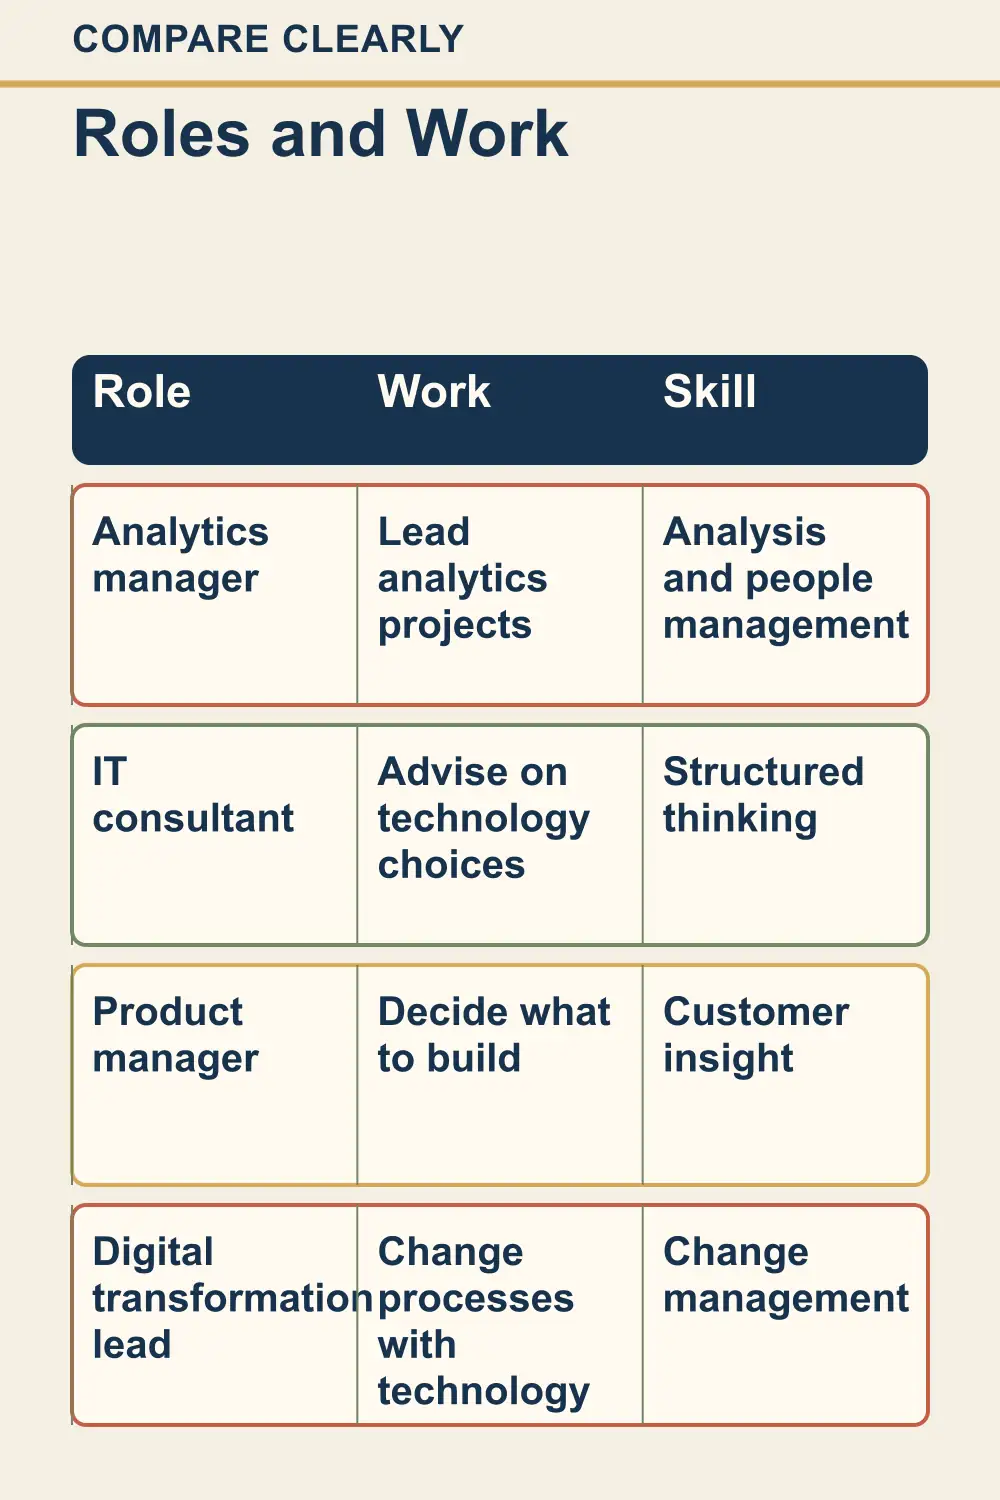 COMPARE CLEARLY
Roles and Work
Role Work Skill
Analytics
manager
Lead
analytics
projects
Analysis
and people
management
IT
consultant
Advise on
technology
choices
Structured
thinking
Product
manager
Decide what
to build
Customer
insight
Digital
transformation
lead
Change
processes
with
technology
Change
management